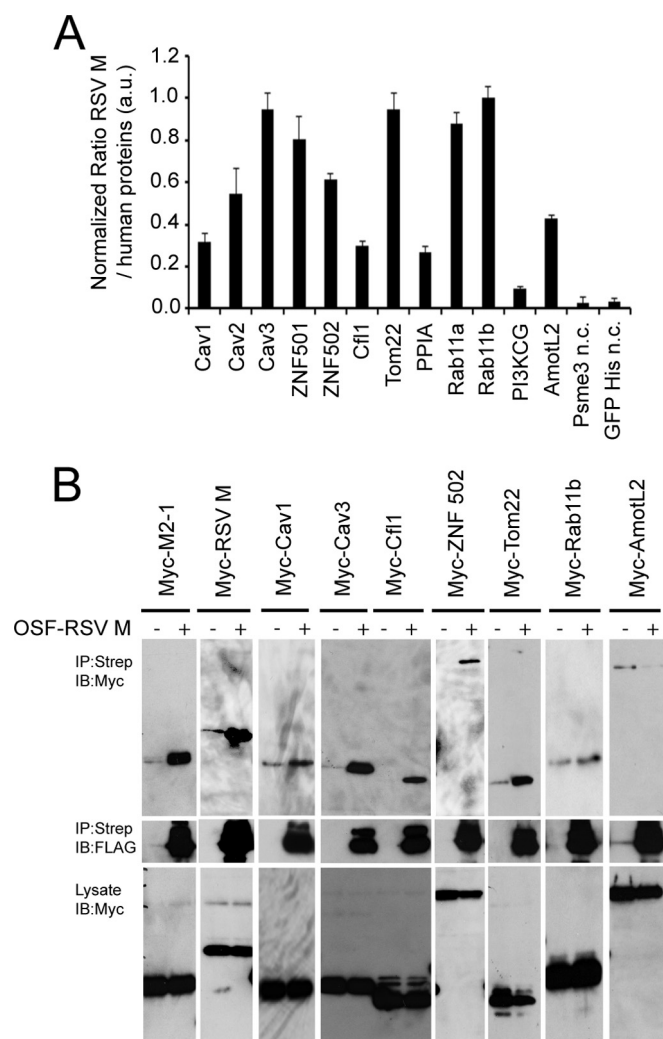 A
Normalized Ratio RSV M
/ human proteins (a.u.)
1.2
1.0
0.8
0.6
0.4
0.2
0.0
Cav1
Cav2
Cav3
ZNF501
ZNF502
Cfl1
Tom22
PPIA
Rab11a
Rab11b
PI3KCG
AmotL2
Psme3 n.c.
GFP His n.c.
B
Myc-M2-1
Myc-RSV M
Myc-Cav1
Myc-Cav3
Myc-Cfl1
Myc-ZNF 502
Myc-Tom22
Myc-Rab11b
Myc-AmotL2
OSF-RSV M - + - + - + - + - + - + - + - + - +
IP:Strep
IB:Myc
IP:Strep
IB:FLAG
Lysate
IB:Myc